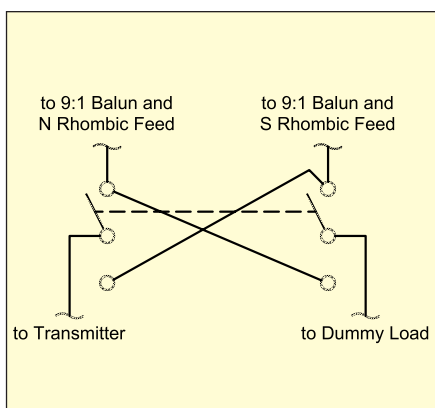 to 9:1 Balun and
N Rhombic Feed
to 9:1 Balun and
S Rhombic Feed
to Transmitter
to Dummy Load